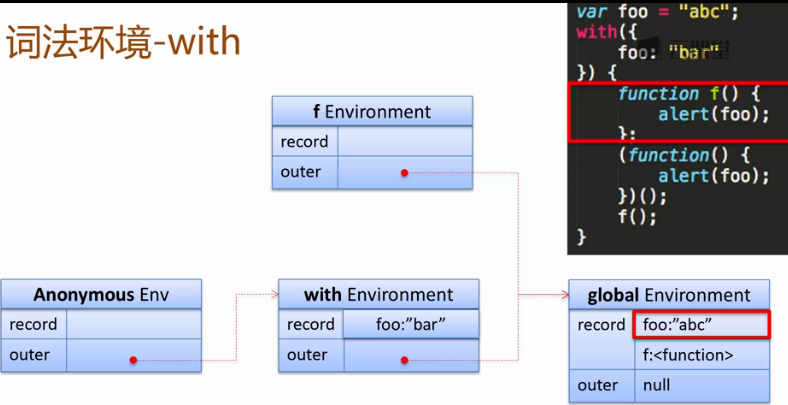 词法环境-with
var foo = "abc";
with({
foo: "bar"
}) {
function f() {
alert(foo);
};
(function() {
alert(foo);
})();
f();
}
f Environment
record
outer
Anonymous Env
record
outer
with Environment
record foo:”bar”
outer
global Environment
record foo:”abc”
f:<function>
outer null